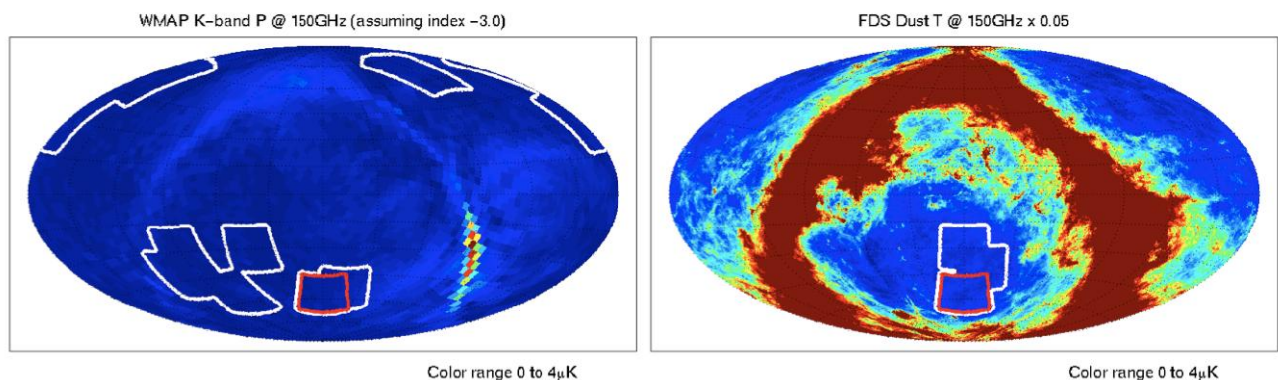 WMAP K-band P @ 150GHz (assuming index -3.0)
FDS Dust T @ 150GHz x 0.05
Color range 0 to 4μK
Color range 0 to 4μK